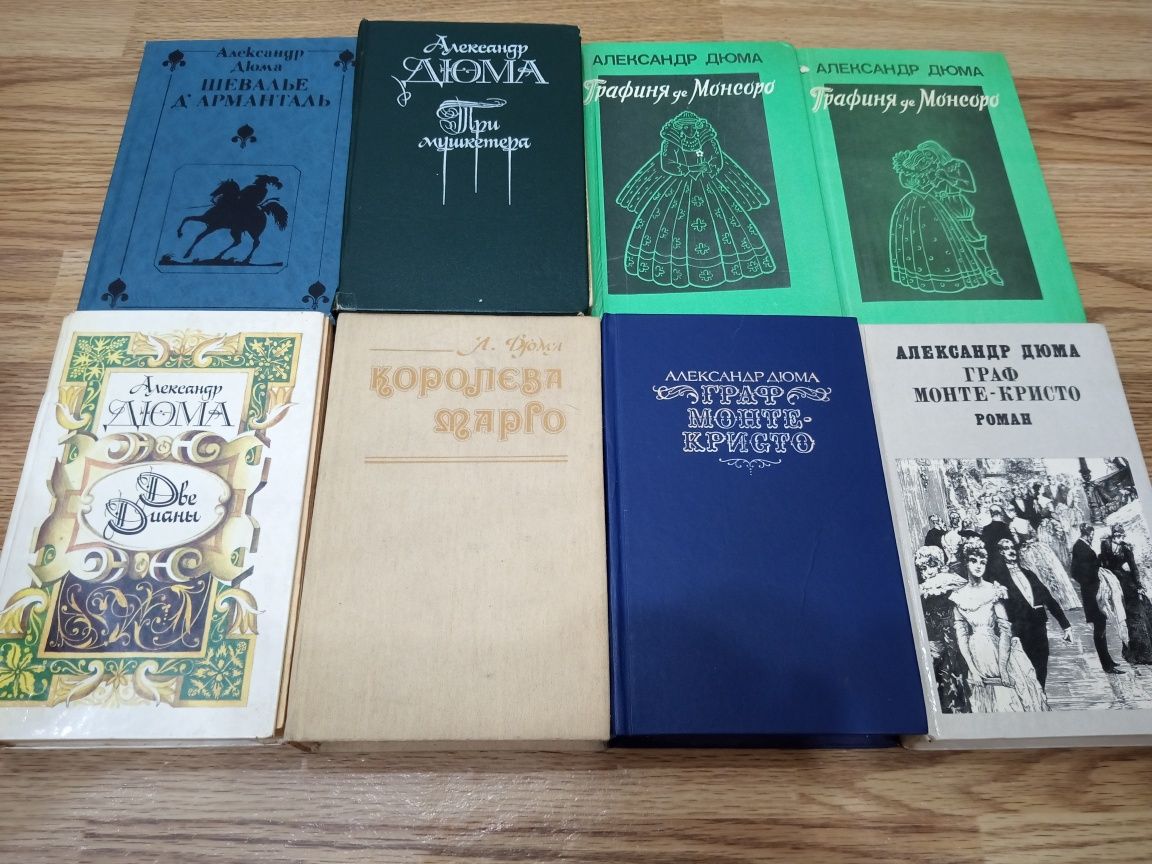 Александр
Дюма
ШЕВАЛЬЕ
Д'АРМАНТАЛЬ
Александр
ДЮМА
Три
мушкетера
АЛЕКСАНДР ДЮМА
Графиня де Монсоро
АЛЕКСАНДР ДЮМА
Графиня де Монсоро
Александр
ДЮМА
Две
Дианы
А. Дюма
КОРОЛЕВА
МАРГО
АЛЕКСАНДР ДЮМА
ГРАФ
МОНТЕ-
КРИСТО
АЛЕКСАНДР ДЮМА
ГРАФ
МОНТЕ-КРИСТО
РОМАН